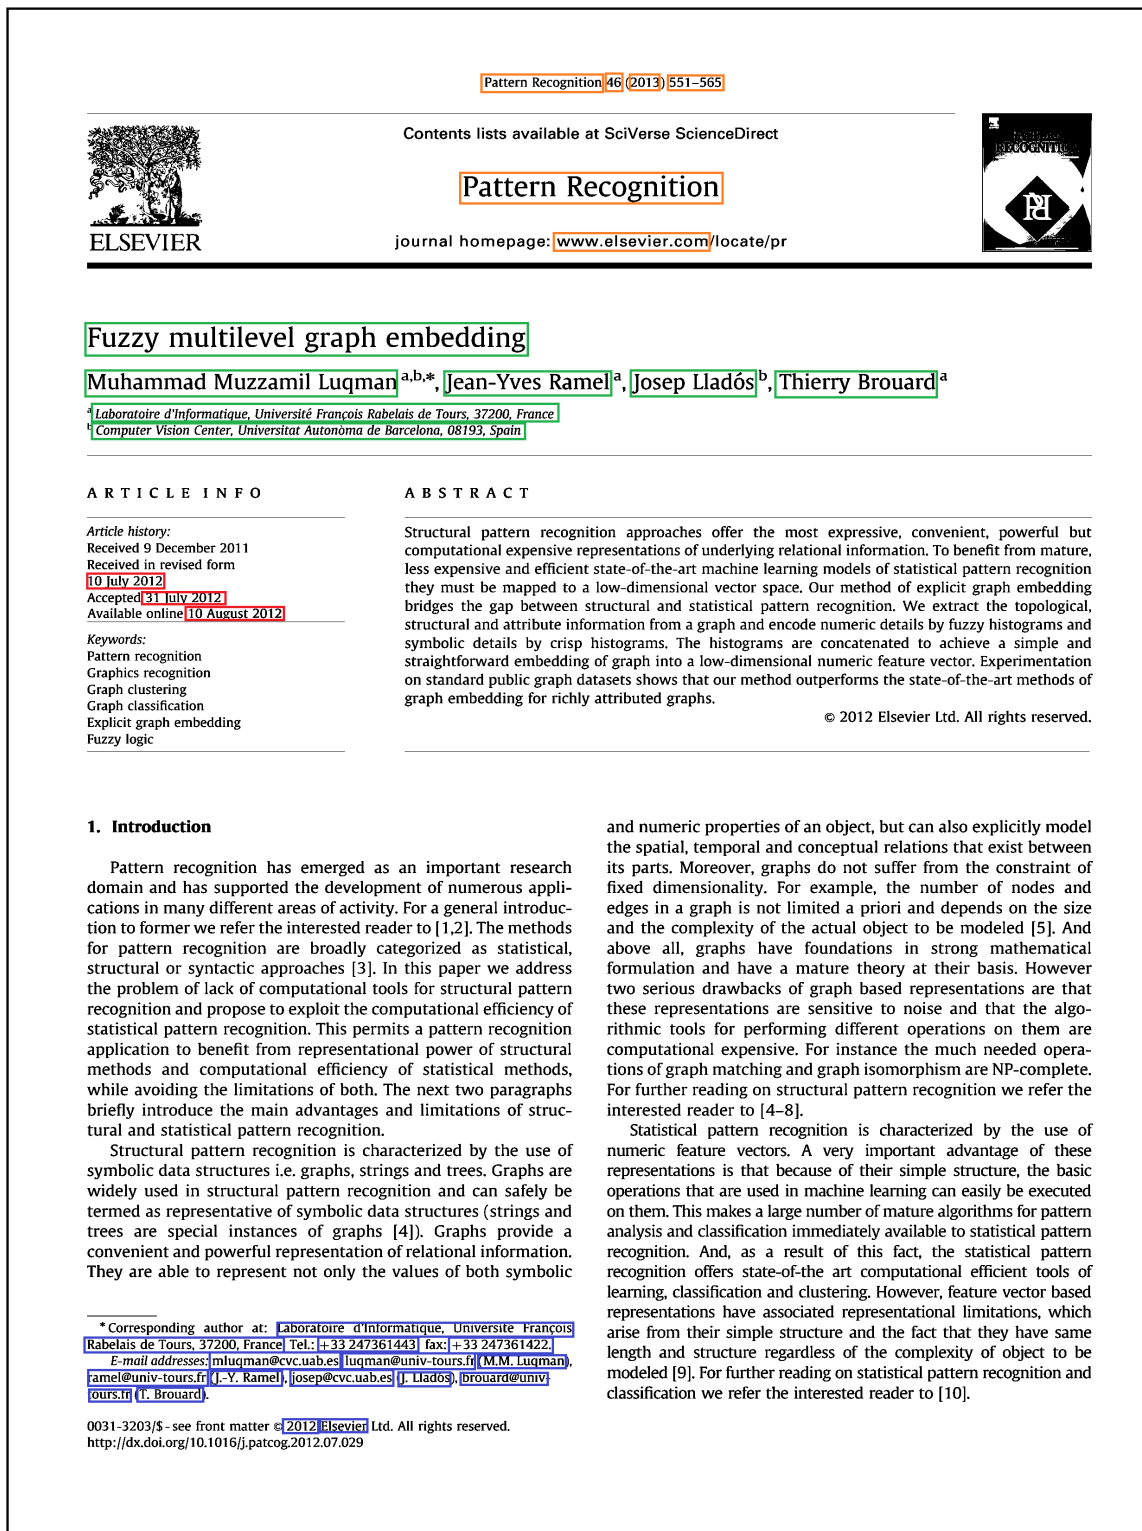 Pattern Recognition 46 (2013) 551–565
Contents lists available at SciVerse ScienceDirect
Pattern Recognition
journal homepage: www.elsevier.com/locate/pr
ELSEVIER
RECOGNITION
Fuzzy multilevel graph embedding
Muhammad Muzzamil Luqman a,b,*, Jean-Yves Ramel a, Josep Lladós b, Thierry Brouard a
a Laboratoire d'Informatique, Université François Rabelais de Tours, 37200, France
b Computer Vision Center, Universitat Autonòma de Barcelona, 08193, Spain
ARTICLE INFO
Article history:
Received 9 December 2011
Received in revised form
10 July 2012
Accepted 31 July 2012
Available online 10 August 2012
Keywords:
Pattern recognition
Graphics recognition
Graph clustering
Graph classification
Explicit graph embedding
Fuzzy logic
ABSTRACT
Structural pattern recognition approaches offer the most expressive, convenient, powerful but
computational expensive representations of underlying relational information. To benefit from mature,
less expensive and efficient state-of-the-art machine learning models of statistical pattern recognition
they must be mapped to a low-dimensional vector space. Our method of explicit graph embedding
bridges the gap between structural and statistical pattern recognition. We extract the topological,
structural and attribute information from a graph and encode numeric details by fuzzy histograms and
symbolic details by crisp histograms. The histograms are concatenated to achieve a simple and
straightforward embedding of graph into a low-dimensional numeric feature vector. Experimentation
on standard public graph datasets shows that our method outperforms the state-of-the-art methods of
graph embedding for richly attributed graphs.
© 2012 Elsevier Ltd. All rights reserved.
1. Introduction
Pattern recognition has emerged as an important research
domain and has supported the development of numerous appli-
cations in many different areas of activity. For a general introduc-
tion to former we refer the interested reader to [1,2]. The methods
for pattern recognition are broadly categorized as statistical,
structural or syntactic approaches [3]. In this paper we address
the problem of lack of computational tools for structural pattern
recognition and propose to exploit the computational efficiency of
statistical pattern recognition. This permits a pattern recognition
application to benefit from representational power of structural
methods and computational efficiency of statistical methods,
while avoiding the limitations of both. The next two paragraphs
briefly introduce the main advantages and limitations of struc-
tural and statistical pattern recognition.
Structural pattern recognition is characterized by the use of
symbolic data structures i.e. graphs, strings and trees. Graphs are
widely used in structural pattern recognition and can safely be
termed as representative of symbolic data structures (strings and
trees are special instances of graphs [4]). Graphs provide a
convenient and powerful representation of relational information.
They are able to represent not only the values of both symbolic
* Corresponding author at: Laboratoire d'Informatique, Université François
Rabelais de Tours, 37200, France Tel.: +33 247361443 fax: +33 247361422.
E-mail addresses: mluqman@cvc.uab.es luqman@univ-tours.fr (M.M. Luqman),
ramel@univ-tours.fr (J.-Y. Ramel), josep@cvc.uab.es (J. Lladós), brouard@univ-
tours.fr (T. Brouard).
0031-3203/$ - see front matter © 2012 Elsevier Ltd. All rights reserved.
http://dx.doi.org/10.1016/j.patcog.2012.07.029
and numeric properties of an object, but can also explicitly model
the spatial, temporal and conceptual relations that exist between
its parts. Moreover, graphs do not suffer from the constraint of
fixed dimensionality. For example, the number of nodes and
edges in a graph is not limited a priori and depends on the size
and the complexity of the actual object to be modeled [5]. And
above all, graphs have foundations in strong mathematical
formulation and have a mature theory at their basis. However
two serious drawbacks of graph based representations are that
these representations are sensitive to noise and that the algo-
rithmic tools for performing different operations on them are
computational expensive. For instance the much needed opera-
tions of graph matching and graph isomorphism are NP-complete.
For further reading on structural pattern recognition we refer the
interested reader to [4–8].
Statistical pattern recognition is characterized by the use of
numeric feature vectors. A very important advantage of these
representations is that because of their simple structure, the basic
operations that are used in machine learning can easily be executed
on them. This makes a large number of mature algorithms for pattern
analysis and classification immediately available to statistical pattern
recognition. And, as a result of this fact, the statistical pattern
recognition offers state-of-the art computational efficient tools of
learning, classification and clustering. However, feature vector based
representations have associated representational limitations, which
arise from their simple structure and the fact that they have same
length and structure regardless of the complexity of object to be
modeled [9]. For further reading on statistical pattern recognition and
classification we refer the interested reader to [10].